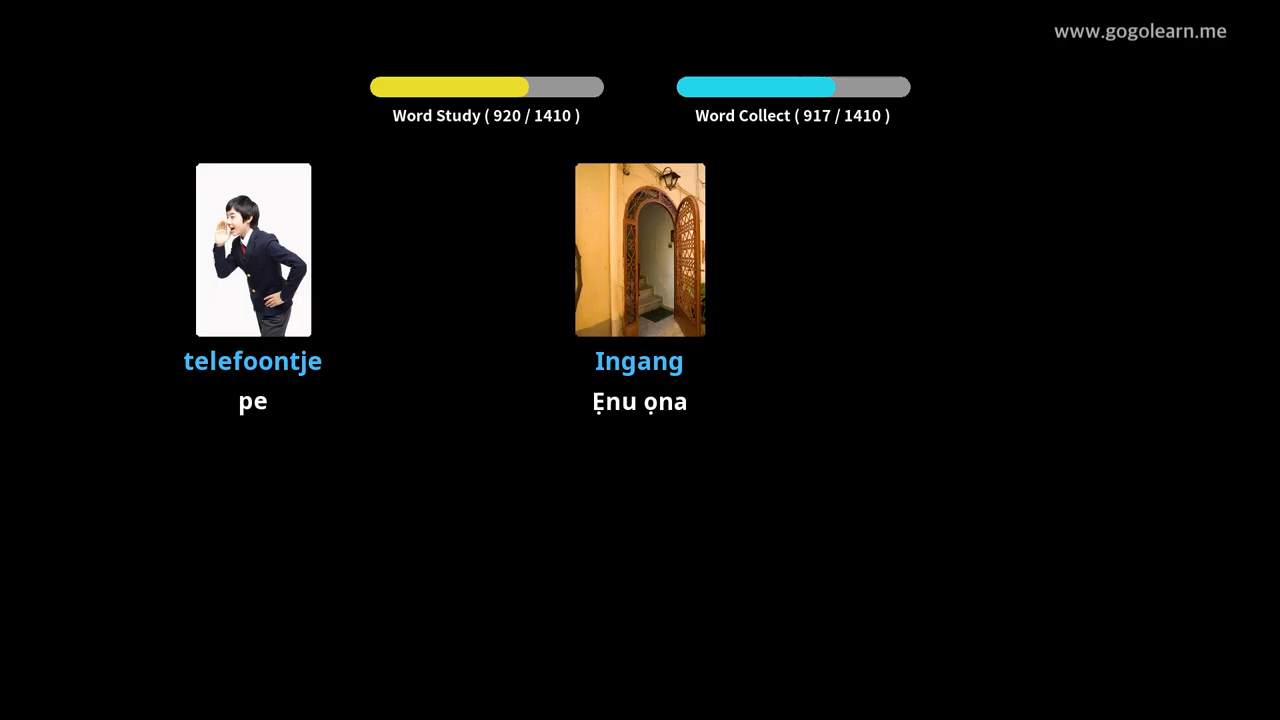 www.gogolearn.me
Word Study ( 920 / 1410 )
Word Collect ( 917 / 1410 )
telefoontje
pe
Ingang
Ẹnu ọna